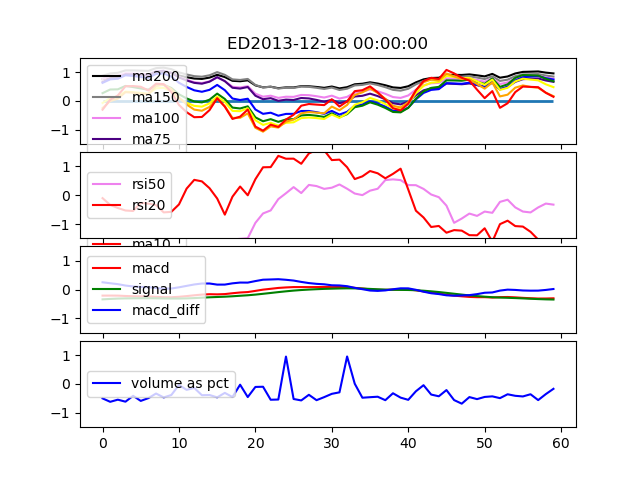 ED2013-12-18 00:00:00
1
0
−1
ma200
ma150
ma100
ma75
1
0
−1
rsi50
rsi20
ma10
1
0
−1
macd
signal
macd_diff
1
0
−1
volume as pct
0 10 20 30 40 50 60